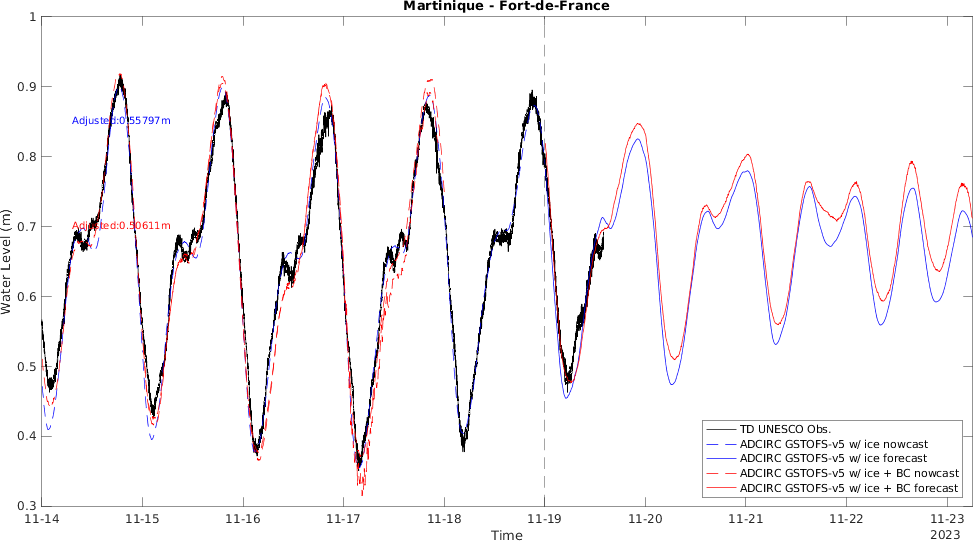 Martinique - Fort-de-France
1
0.9
0.8
0.7
0.6
0.5
0.4
0.3
Water Level (m)
Adjusted:0.55797m
Adjusted:0.50611m
TD UNESCO Obs.
ADCIRC GSTOFS-v5 w/ ice nowcast
ADCIRC GSTOFS-v5 w/ ice forecast
ADCIRC GSTOFS-v5 w/ ice + BC nowcast
ADCIRC GSTOFS-v5 w/ ice + BC forecast
11-14 11-15 11-16 11-17 11-18 11-19 11-20 11-21 11-22 11-23
Time
2023